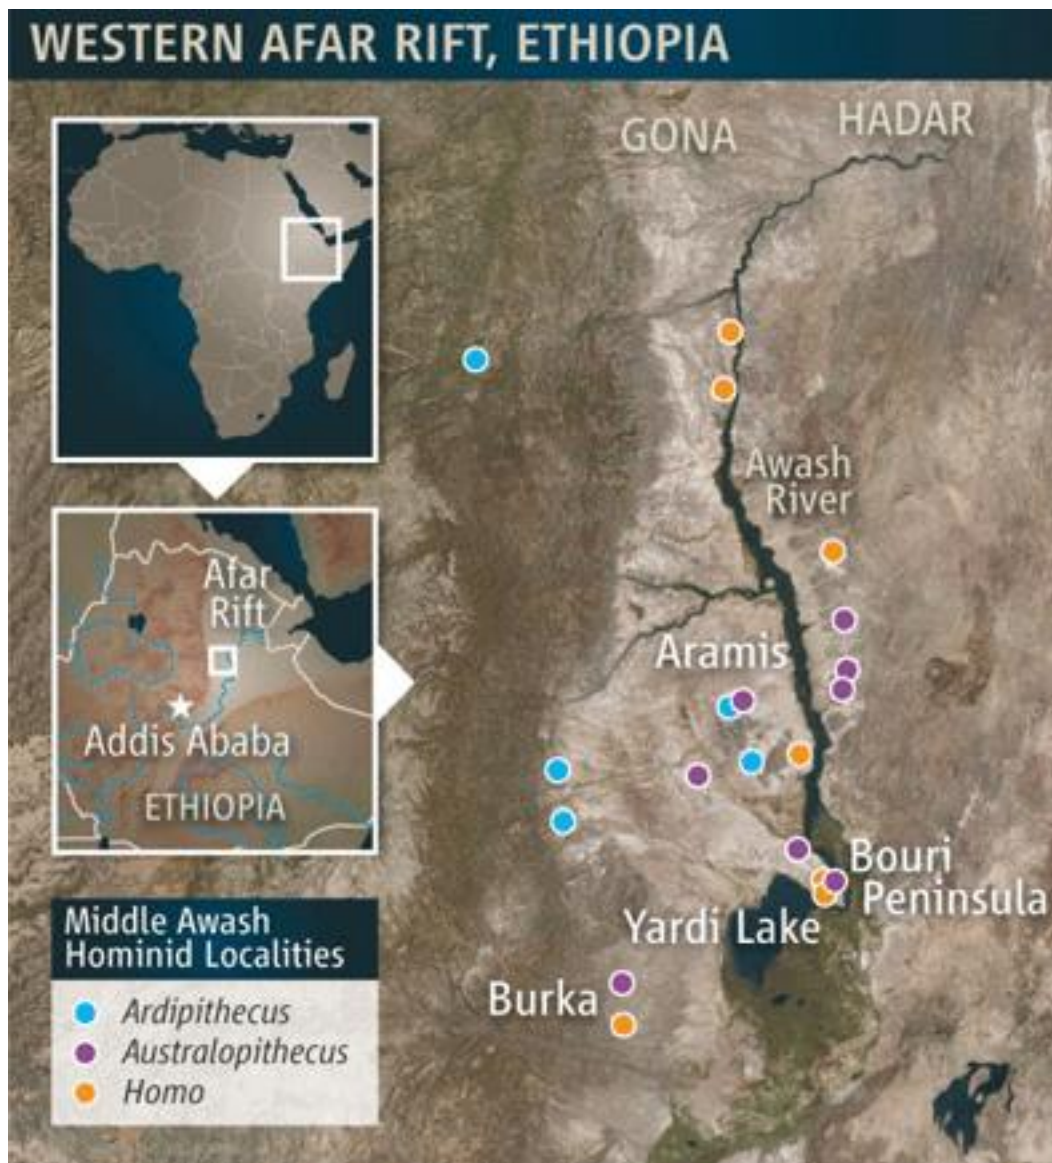 WESTERN AFAR RIFT, ETHIOPIA
GONA
HADAR
Awash
River
Afar
Rift
Addis Ababa
ETHIOPIA
Aramis
Bouri
Peninsula
Yardi Lake
Burka
Middle Awash
Hominid Localities
Ardipithecus
Australopithecus
Homo